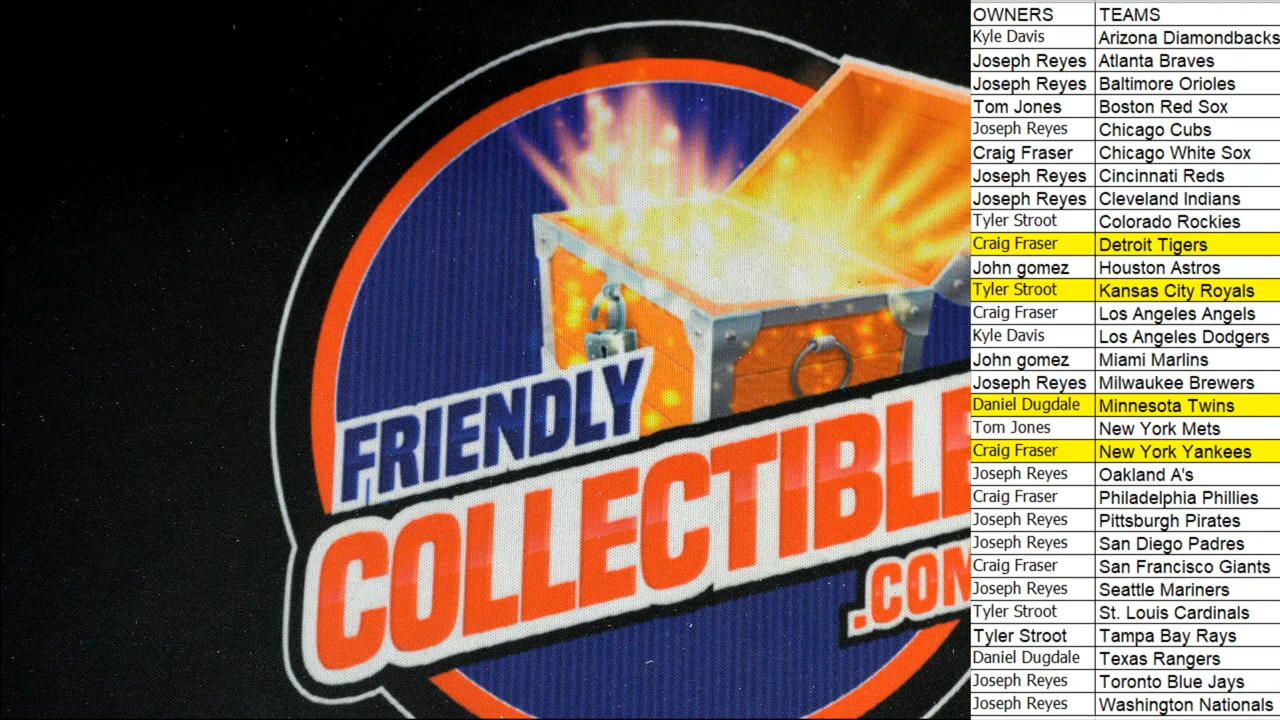 FRIENDLY
COLLECTIBLE
.COM
OWNERS TEAMS
Kyle Davis Arizona Diamondbacks
Joseph Reyes Atlanta Braves
Joseph Reyes Baltimore Orioles
Tom Jones Boston Red Sox
Joseph Reyes Chicago Cubs
Craig Fraser Chicago White Sox
Joseph Reyes Cincinnati Reds
Joseph Reyes Cleveland Indians
Tyler Stroot Colorado Rockies
Craig Fraser Detroit Tigers
John gomez Houston Astros
Tyler Stroot Kansas City Royals
Craig Fraser Los Angeles Angels
Kyle Davis Los Angeles Dodgers
John gomez Miami Marlins
Joseph Reyes Milwaukee Brewers
Daniel Dugdale Minnesota Twins
Tom Jones New York Mets
Craig Fraser New York Yankees
Joseph Reyes Oakland A's
Craig Fraser Philadelphia Phillies
Joseph Reyes Pittsburgh Pirates
Joseph Reyes San Diego Padres
Craig Fraser San Francisco Giants
Joseph Reyes Seattle Mariners
Tyler Stroot St. Louis Cardinals
Tyler Stroot Tampa Bay Rays
Daniel Dugdale Texas Rangers
Joseph Reyes Toronto Blue Jays
Joseph Reyes Washington Nationals